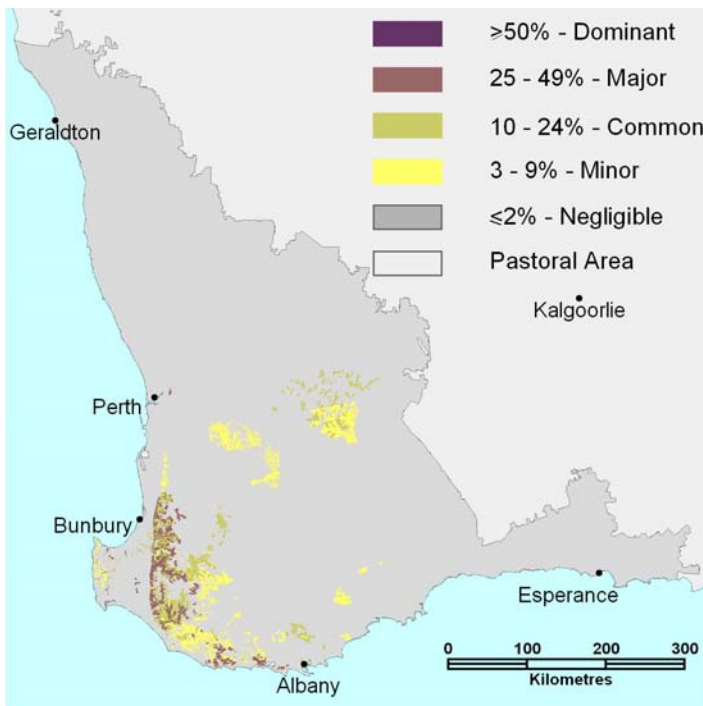 ≥50% - Dominant
25 - 49% - Major
10 - 24% - Common
3 - 9% - Minor
≤2% - Negligible
Pastoral Area
Geraldton
Kalgoorlie
Perth
Bunbury
Esperance
Albany
0 100 200 300
Kilometres